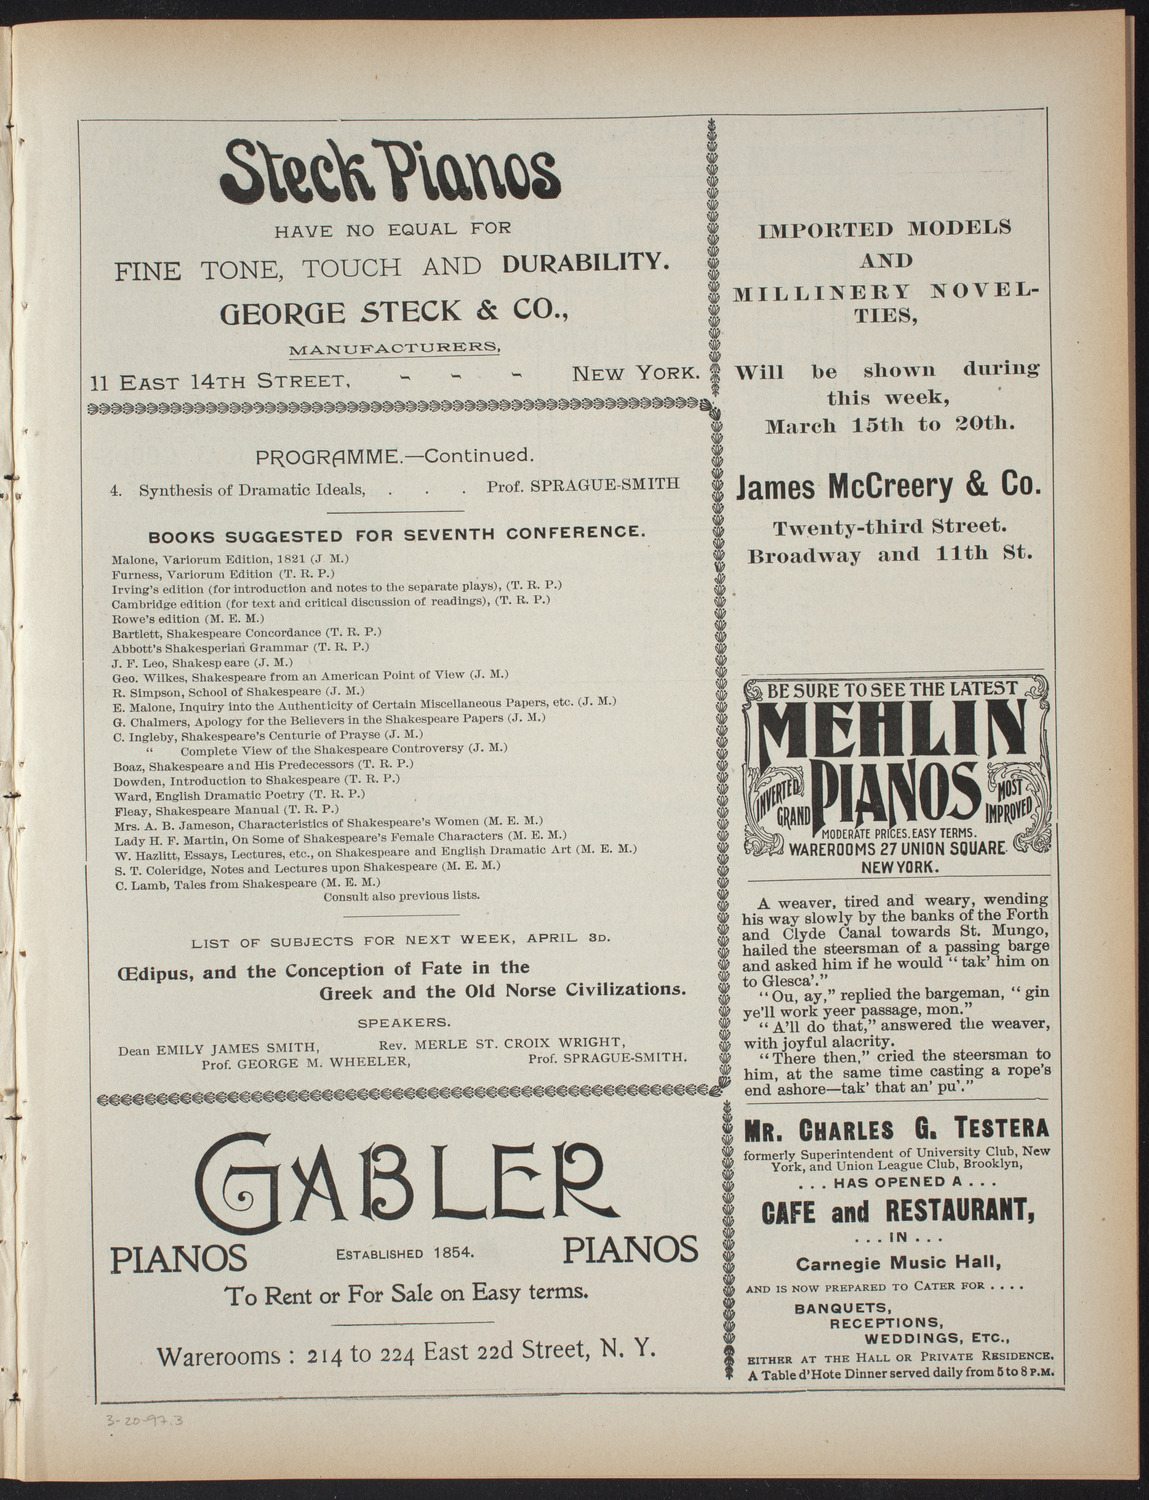 Steck Pianos
HAVE NO EQUAL FOR
FINE TONE, TOUCH AND DURABILITY.
GEORGE STECK & CO.,
MANUFACTURERS,
11 EAST 14TH STREET, - - - NEW YORK.
PROGRAMME.—Continued.
4. Synthesis of Dramatic Ideals, . . . Prof. SPRAGUE-SMITH
BOOKS SUGGESTED FOR SEVENTH CONFERENCE.
Malone, Variorum Edition, 1821 (J. M.)
Furness, Variorum Edition (T. R. P.)
Irving's edition (for introduction and notes to the separate plays), (T. R. P.)
Cambridge edition (for text and critical discussion of readings), (T. R. P.)
Rowe's edition (M. E. M.)
Bartlett, Shakespeare Concordance (T. R. P.)
Abbott's Shakesperian Grammar (T. R. P.)
J. F. Leo, Shakespeare (J. M.)
Geo. Wilkes, Shakespeare from an American Point of View (J. M.)
R. Simpson, School of Shakespeare (J. M.)
E. Malone, Inquiry into the Authenticity of Certain Miscellaneous Papers, etc. (J. M.)
G. Chalmers, Apology for the Believers in the Shakespeare Papers (J. M.)
C. Ingleby, Shakespeare's Centurie of Prayse (J. M.)
" Complete View of the Shakespeare Controversy (J. M.)
Boaz, Shakespeare and His Predecessors (T. R. P.)
Dowden, Introduction to Shakespeare (T. R. P.)
Ward, English Dramatic Poetry (T. R. P.)
Fleay, Shakespeare Manual (T. R. P.)
Mrs. A. B. Jameson, Characteristics of Shakespeare's Women (M. E. M.)
Lady H. F. Martin, On Some of Shakespeare's Female Characters (M. E. M.)
W. Hazlitt, Essays, Lectures, etc., on Shakespeare and English Dramatic Art (M. E. M.)
S. T. Coleridge, Notes and Lectures upon Shakespeare (M. E. M.)
C. Lamb, Tales from Shakespeare (M. E. M.)
Consult also previous lists.
LIST OF SUBJECTS FOR NEXT WEEK, APRIL 3D.
Œdipus, and the Conception of Fate in the
Greek and the Old Norse Civilizations.
SPEAKERS.
Dean EMILY JAMES SMITH, Rev. MERLE ST. CROIX WRIGHT,
Prof. GEORGE M. WHEELER, Prof. SPRAGUE-SMITH.
GABLER
PIANOS ESTABLISHED 1854. PIANOS
To Rent or For Sale on Easy terms.
Warerooms : 214 to 224 East 22d Street, N. Y.
IMPORTED MODELS
AND
MILLINERY NOVEL-
TIES,
Will be shown during
this week,
March 15th to 20th.
James McCreery & Co.
Twenty-third Street.
Broadway and 11th St.
BE SURE TO SEE THE LATEST
MEHLIN
PIANOS
INVERTED
GRAND
MOST
IMPROVED
MODERATE PRICES. EASY TERMS.
WAREROOMS 27 UNION SQUARE
NEW YORK.
A weaver, tired and weary, wending
his way slowly by the banks of the Forth
and Clyde Canal towards St. Mungo,
hailed the steersman of a passing barge
and asked him if he would "tak' him on
to Glesca'."
"Ou, ay," replied the bargeman, "gin
ye'll work yeer passage, mon."
"A'll do that," answered the weaver,
with joyful alacrity.
"There then," cried the steersman to
him, at the same time casting a rope's
end ashore—tak' that an' pu'."
MR. CHARLES G. TESTERA
formerly Superintendent of University Club, New
York, and Union League Club, Brooklyn,
. . . HAS OPENED A . . .
CAFE and RESTAURANT,
. . . IN . . .
Carnegie Music Hall,
AND IS NOW PREPARED TO CATER FOR . . . .
BANQUETS,
RECEPTIONS,
WEDDINGS, ETC.,
EITHER AT THE HALL OR PRIVATE RESIDENCE.
A Table d'Hote Dinner served daily from 5 to 8 P.M.
3-20-97.3